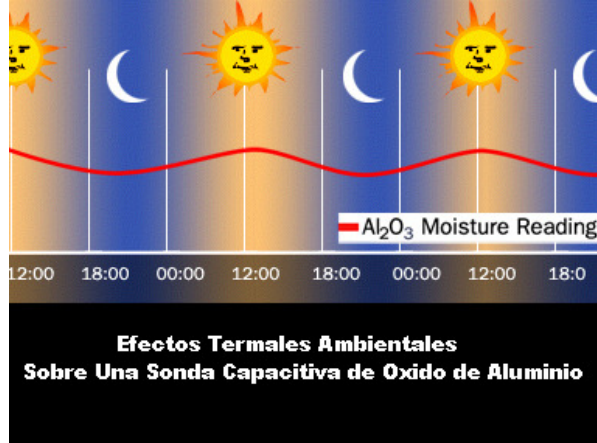 Al₂O₃ Moisture Reading
12:00 18:00 00:00 12:00 18:00 00:00 12:00 18:0
Efectos Termales Ambientales
Sobre Una Sonda Capacitiva de Oxido de Aluminio